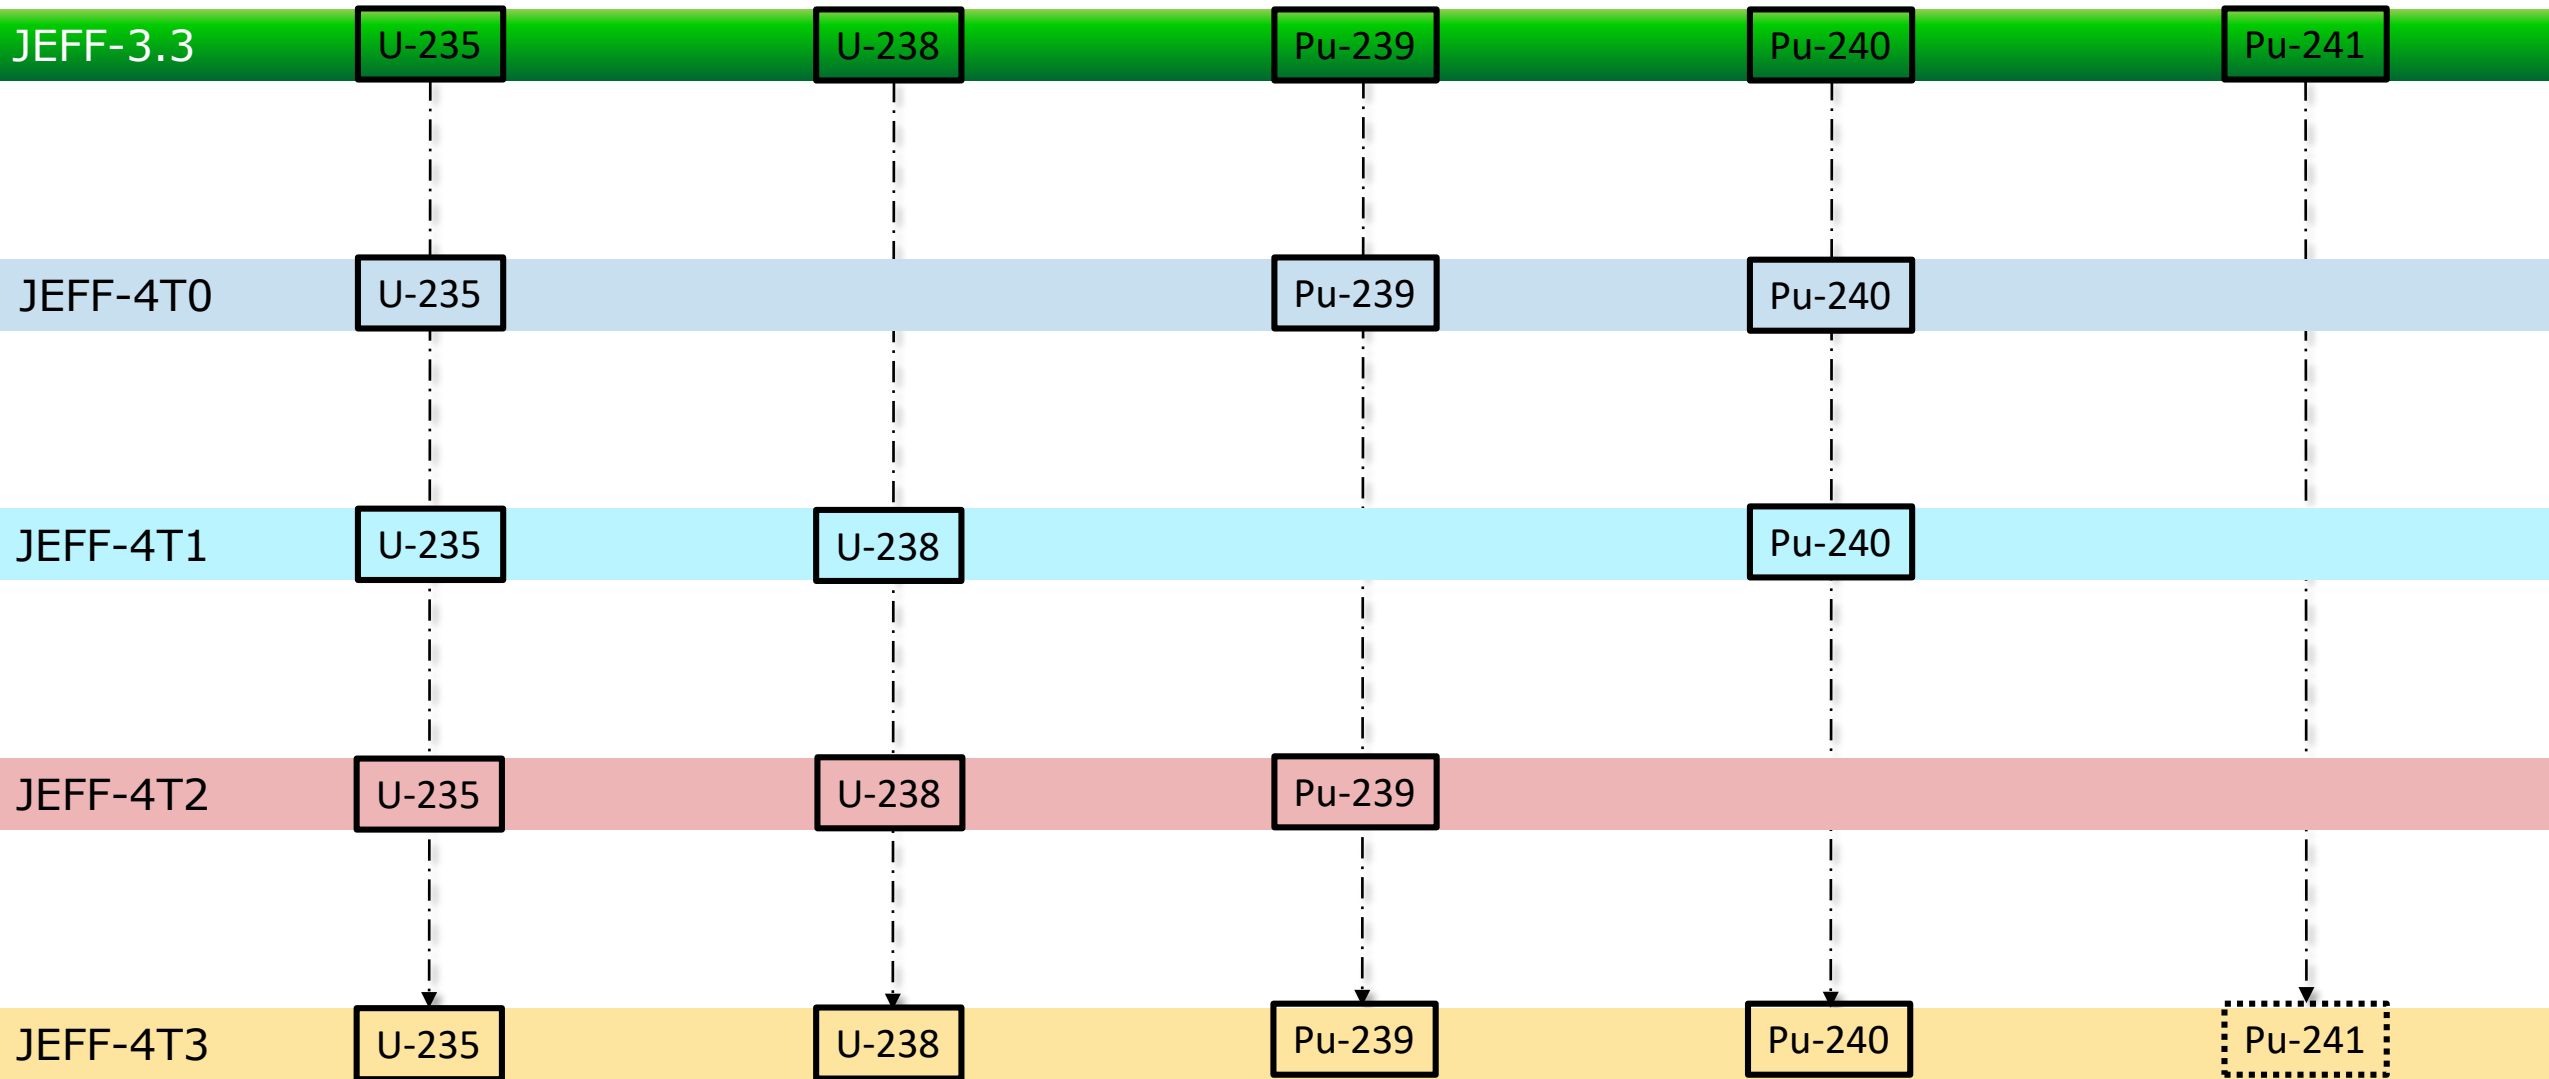 JEFF-3.3 U-235 U-238 Pu-239 Pu-240 Pu-241
JEFF-4T0 U-235 Pu-239 Pu-240
JEFF-4T1 U-235 U-238 Pu-240
JEFF-4T2 U-235 U-238 Pu-239
JEFF-4T3 U-235 U-238 Pu-239 Pu-240 Pu-241